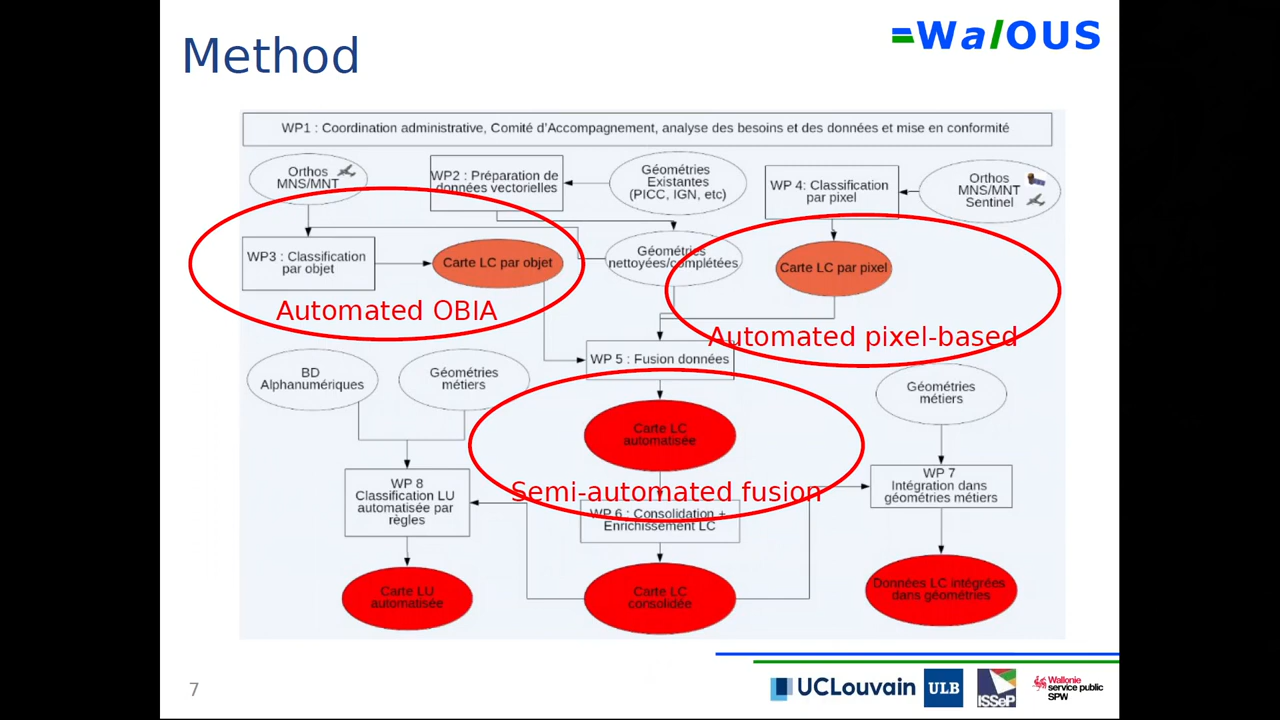 Method
WalOUS
WP1 : Coordination administrative, Comité d'Accompagnement, analyse des besoins et des données et mise en conformité
Orthos
MNS/MNT
WP2 : Préparation de
données vectorielles
Géométries
Existantes
(PICC, IGN, etc)
WP 4: Classification
par pixel
Orthos
MNS/MNT
Sentinel
WP3 : Classification
par objet
Carte LC par objet
Géométries
nettoyées/complétées
Carte LC par pixel
Automated OBIA
Automated pixel-based
WP 5 : Fusion données
BD
Alphanumériques
Géométries
métiers
Géométries
métiers
Carte LC
automatisée
Semi-automated fusion
WP 8
Classification LU
automatisée par
règles
WP 6 : Consolidation +
Enrichissement LC
WP 7
Intégration dans
géométries métiers
Carte LU
automatisée
Carte LC
consolidée
Données LC intégrées
dans géométries
7
UCLouvain
ULB
ISSeP
Wallonie
service public
SPW